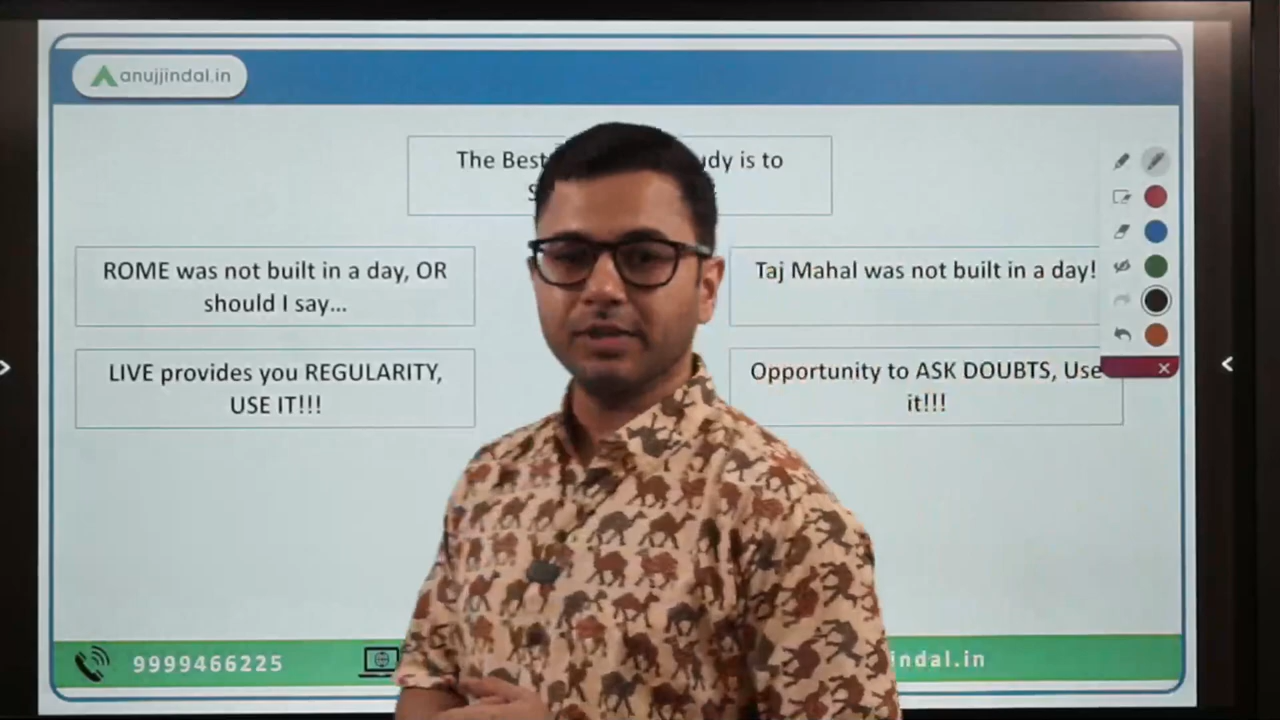 anujjindal.in
The Best udy is to
ROME was not built in a day, OR
should I say...
Taj Mahal was not built in a day!
LIVE provides you REGULARITY,
USE IT!!!
Opportunity to ASK DOUBTS, Use
it!!!
9999466225
indal.in